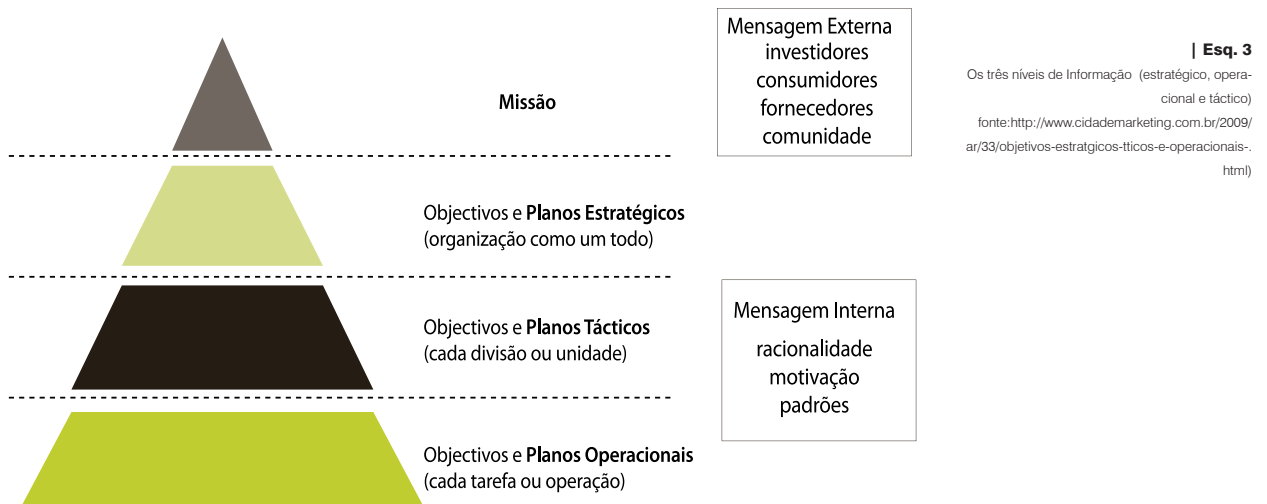 Missão
Objectivos e Planos Estratégicos
(organização como um todo)
Objectivos e Planos Tácticos
(cada divisão ou unidade)
Objectivos e Planos Operacionais
(cada tarefa ou operação)
Mensagem Externa
investidores
consumidores
fornecedores
comunidade
Mensagem Interna
racionalidade
motivação
padrões
| Esq. 3
Os três níveis de Informação (estratégico, opera-
cional e táctico)
fonte:http://www.cidademarketing.com.br/2009/
ar/33/objetivos-estratgicos-tticos-e-operacionais-.
html)